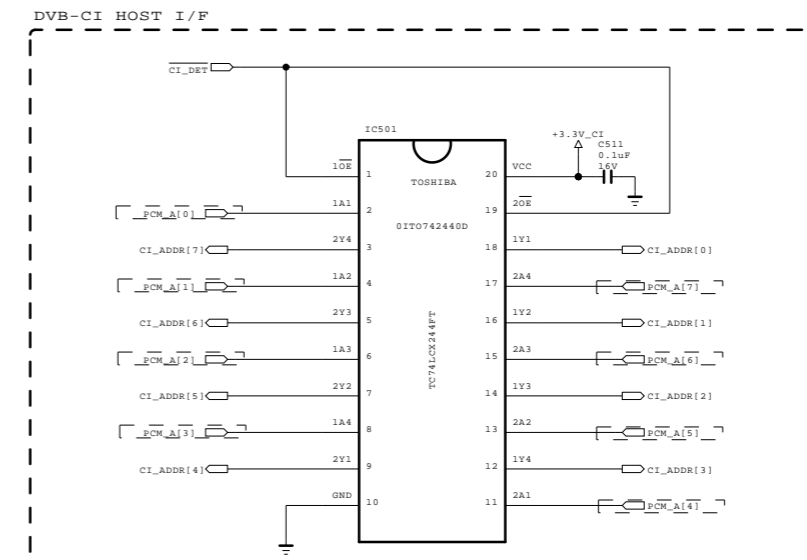 DVB-CI HOST I/F
CI_DET
IC501
+3.3V_CI
C511
0.1uF
16V
1OE 1 TOSHIBA 20 VCC
PCM_A[0] 1A1 2 0ITO742440D 19 2OE
CI_ADDR[7] 2Y4 3 18 1Y1 CI_ADDR[0]
PCM_A[1] 1A2 4 17 2A4 PCM_A[7]
CI_ADDR[6] 2Y3 5 16 1Y2 CI_ADDR[1]
PCM_A[2] 1A3 6 15 2A3 PCM_A[6]
TC74LCX244FT
CI_ADDR[5] 2Y2 7 14 1Y3 CI_ADDR[2]
PCM_A[3] 1A4 8 13 2A2 PCM_A[5]
CI_ADDR[4] 2Y1 9 12 1Y4 CI_ADDR[3]
GND 10 11 2A1 PCM_A[4]